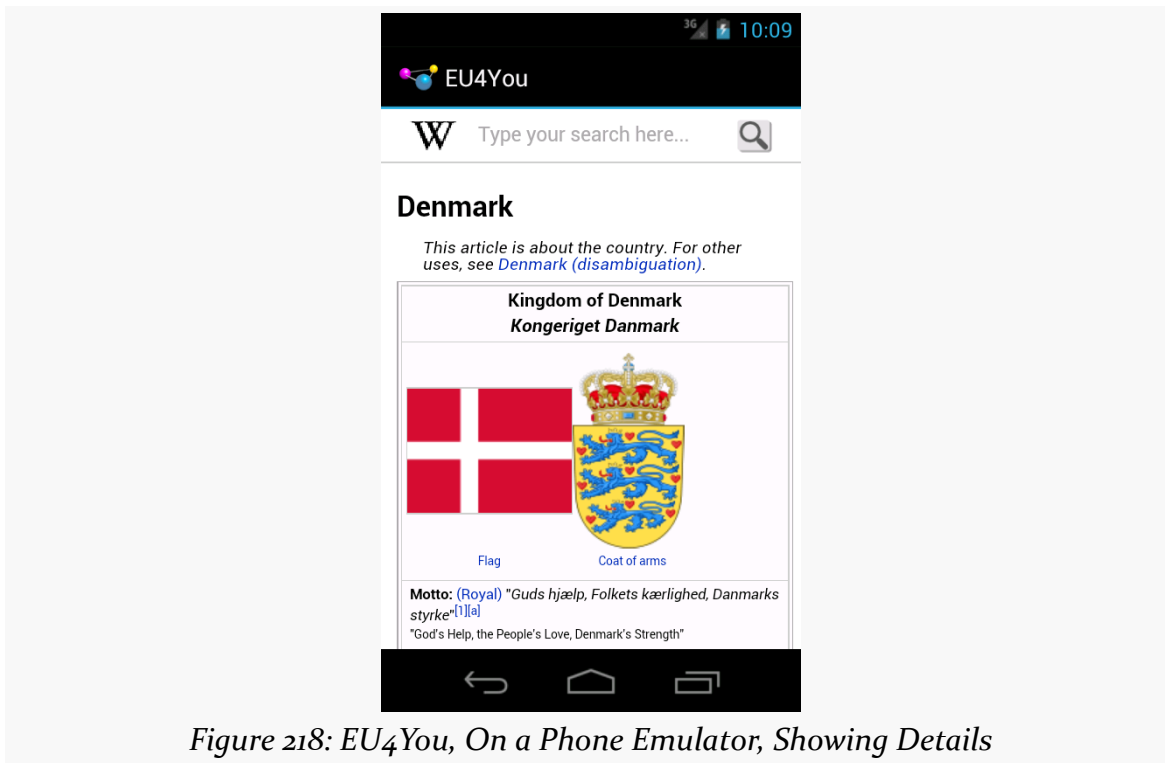 3G 10:09
EU4You
W Type your search here...
Denmark
This article is about the country. For other
uses, see Denmark (disambiguation).
Kingdom of Denmark
Kongeriget Danmark
Flag Coat of arms
Motto: (Royal) "Guds hjælp, Folkets kærlighed, Danmarks
styrke"[1][a]
"God's Help, the People's Love, Denmark's Strength"
Figure 218: EU4You, On a Phone Emulator, Showing Details